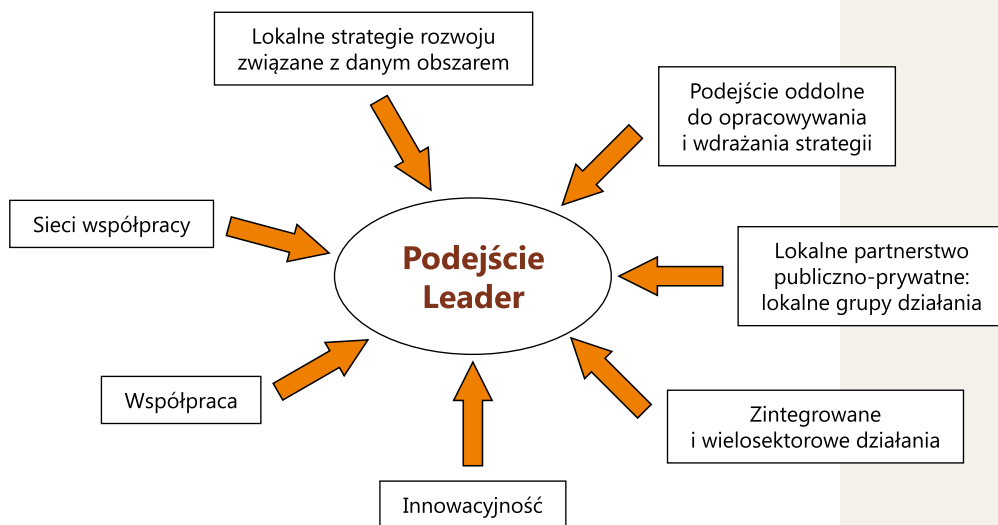 Lokalne strategie rozwoju
związane z danym obszarem
Podejście oddolne
do opracowywania
i wdrażania strategii
Sieci współpracy
Podejście
Leader
Lokalne partnerstwo
publiczno-prywatne:
lokalne grupy działania
Współpraca
Zintegrowane
i wielosektorowe działania
Innowacyjność